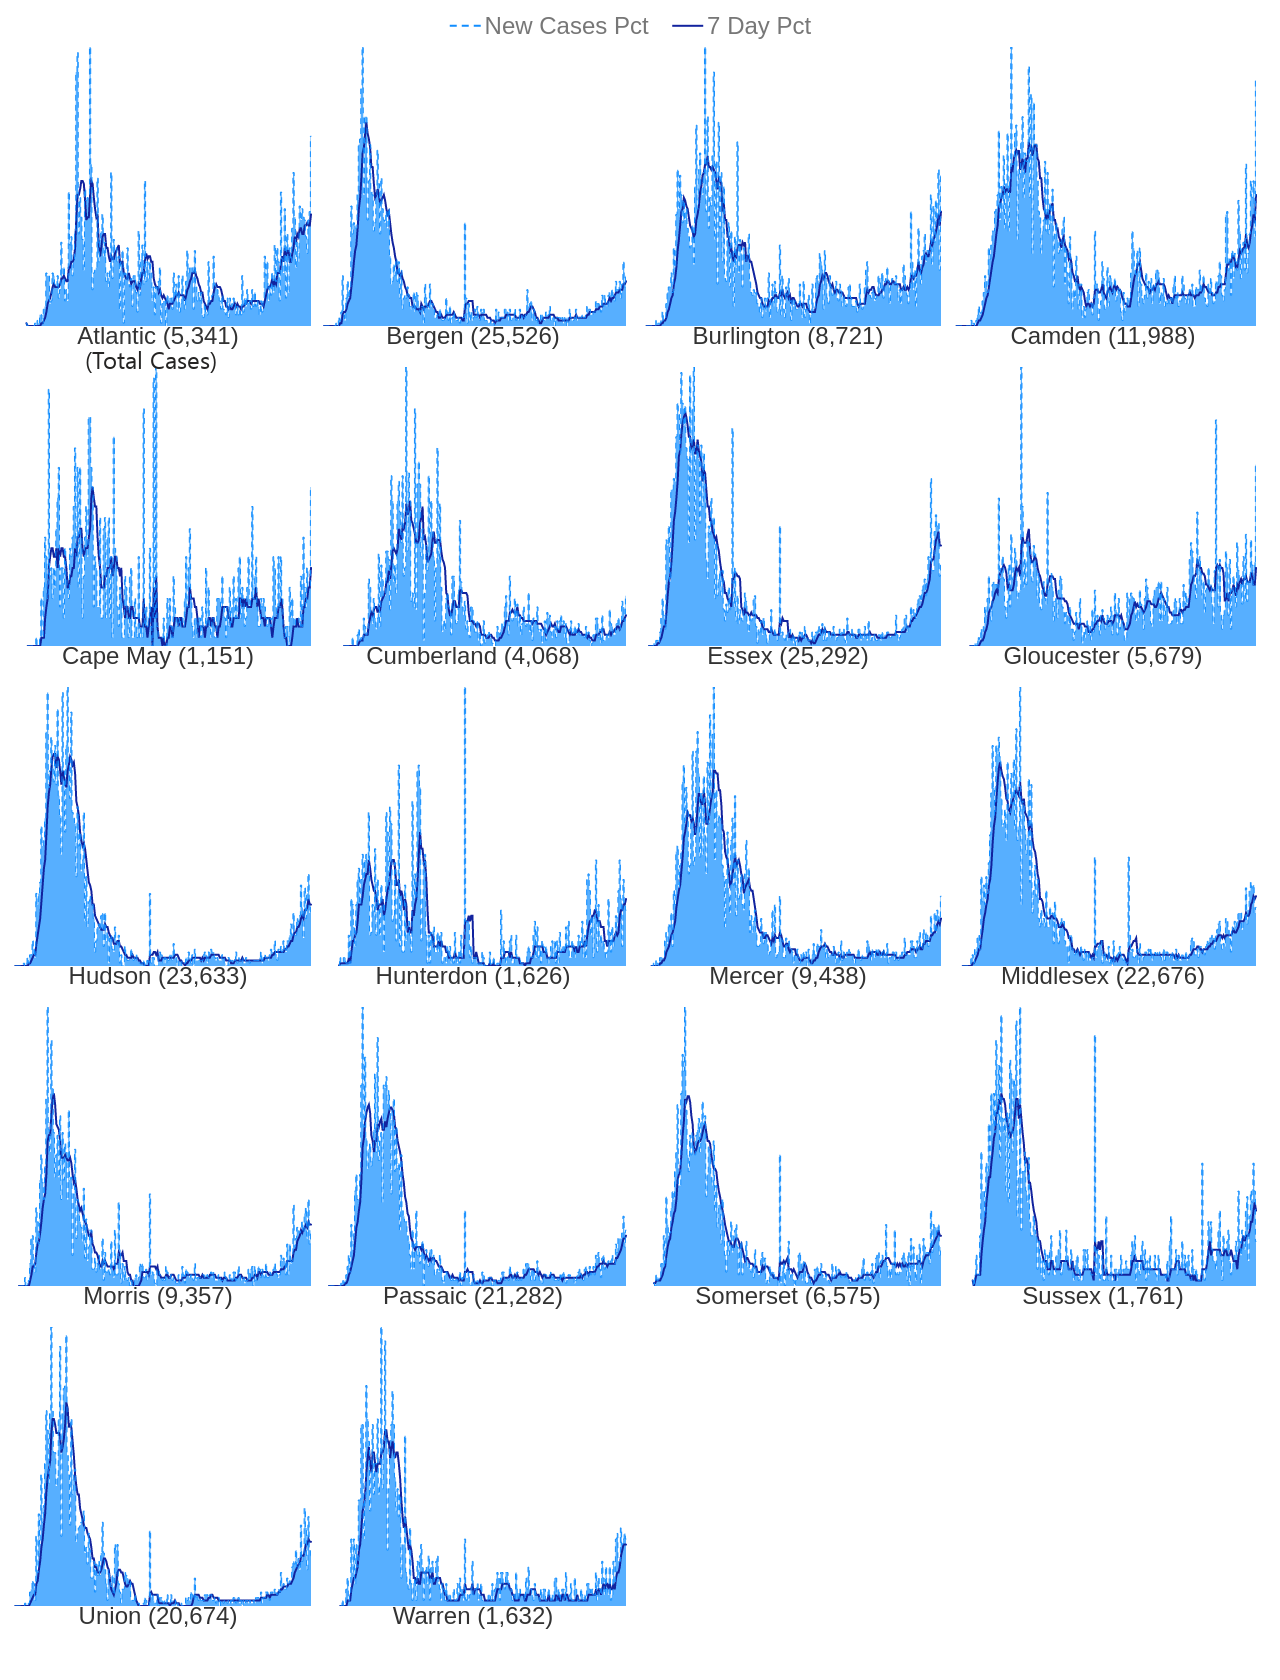 New Cases Pct 7 Day Pct
Atlantic (5,341) Bergen (25,526) Burlington (8,721) Camden (11,988)
(Total Cases)
Cape May (1,151) Cumberland (4,068) Essex (25,292) Gloucester (5,679)
Hudson (23,633) Hunterdon (1,626) Mercer (9,438) Middlesex (22,676)
Morris (9,357) Passaic (21,282) Somerset (6,575) Sussex (1,761)
Union (20,674) Warren (1,632)